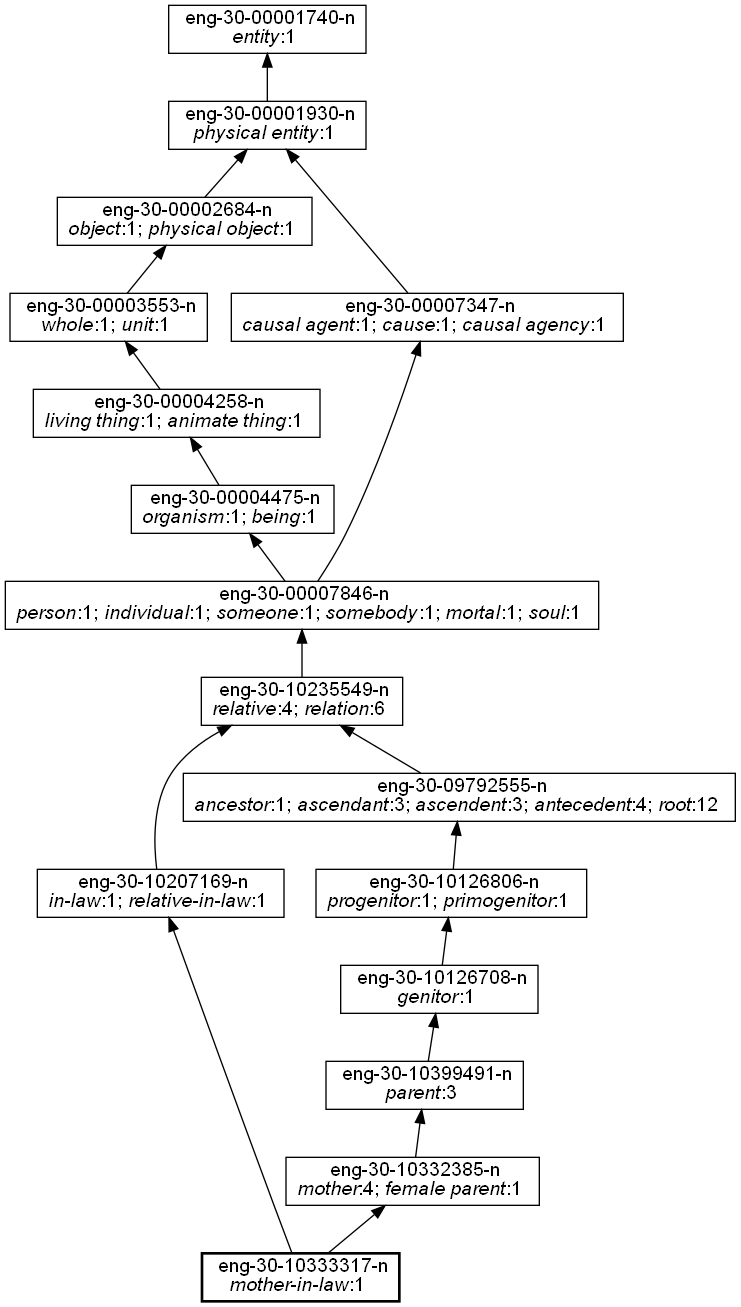 eng-30-00001740-n
entity:1
eng-30-00001930-n
physical entity:1
eng-30-00002684-n
object:1; physical object:1
eng-30-00003553-n
whole:1; unit:1
eng-30-00007347-n
causal agent:1; cause:1; causal agency:1
eng-30-00004258-n
living thing:1; animate thing:1
eng-30-00004475-n
organism:1; being:1
eng-30-00007846-n
person:1; individual:1; someone:1; somebody:1; mortal:1; soul:1
eng-30-10235549-n
relative:4; relation:6
eng-30-09792555-n
ancestor:1; ascendant:3; ascendent:3; antecedent:4; root:12
eng-30-10207169-n
in-law:1; relative-in-law:1
eng-30-10126806-n
progenitor:1; primogenitor:1
eng-30-10126708-n
genitor:1
eng-30-10399491-n
parent:3
eng-30-10332385-n
mother:4; female parent:1
eng-30-10333317-n
mother-in-law:1